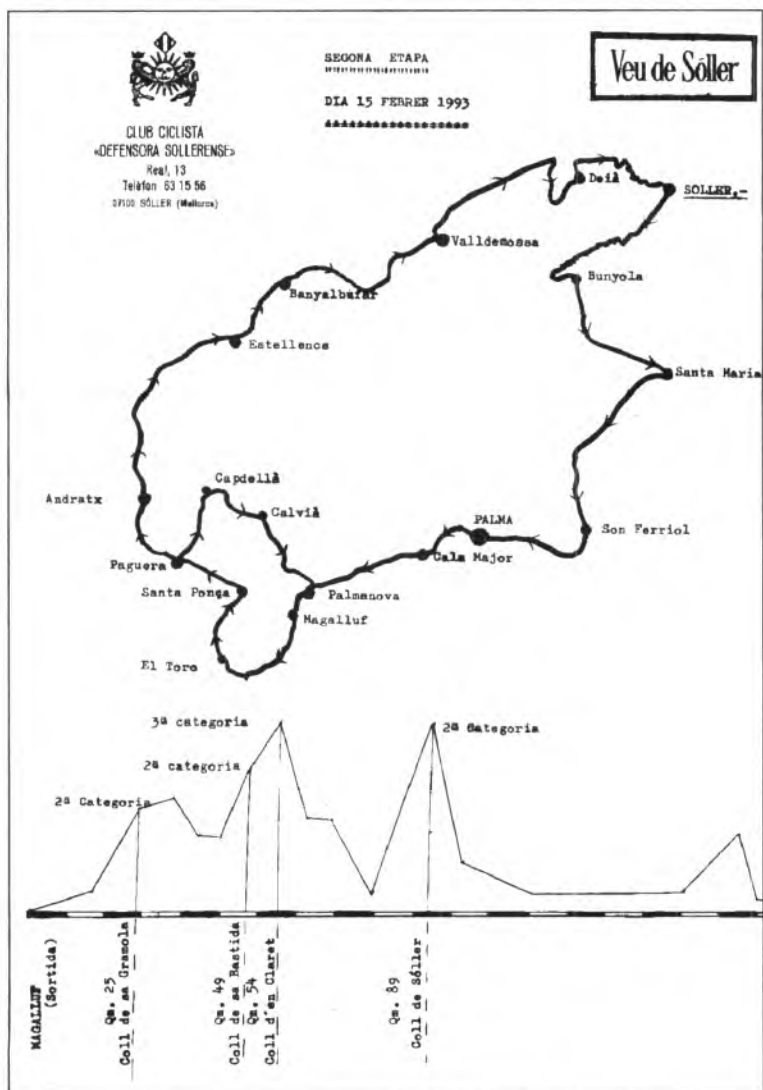 SEGONA ETAPA
DIA 15 FEBRER 1993
Veu de Sóller
CLUB CICLISTA
«DEFENSORA SOLLERENSE»
Real, 13
Telèfon 63 15 56
07100 SÓLLER (Mallorca)
Deià
SOLLER,-
Valldemossa
Bunyola
Banyalbufar
Estellencs
Santa Maria
Capdellà
Andratx
Calvià
PALMA
Son Ferriol
Cala Major
Paguera
Santa Ponça
Palmanova
Magalluf
El Toro
3ª categoria
2ª Categoria
2ª categoria
2ª Categoria
MAGALLUF
(Sortida)
Qm. 25
Coll de sa Gramola
Qm. 49
Coll de sa Bastida
Qm. 54
Coll d'en Claret
Qm. 89
Coll de Sóller